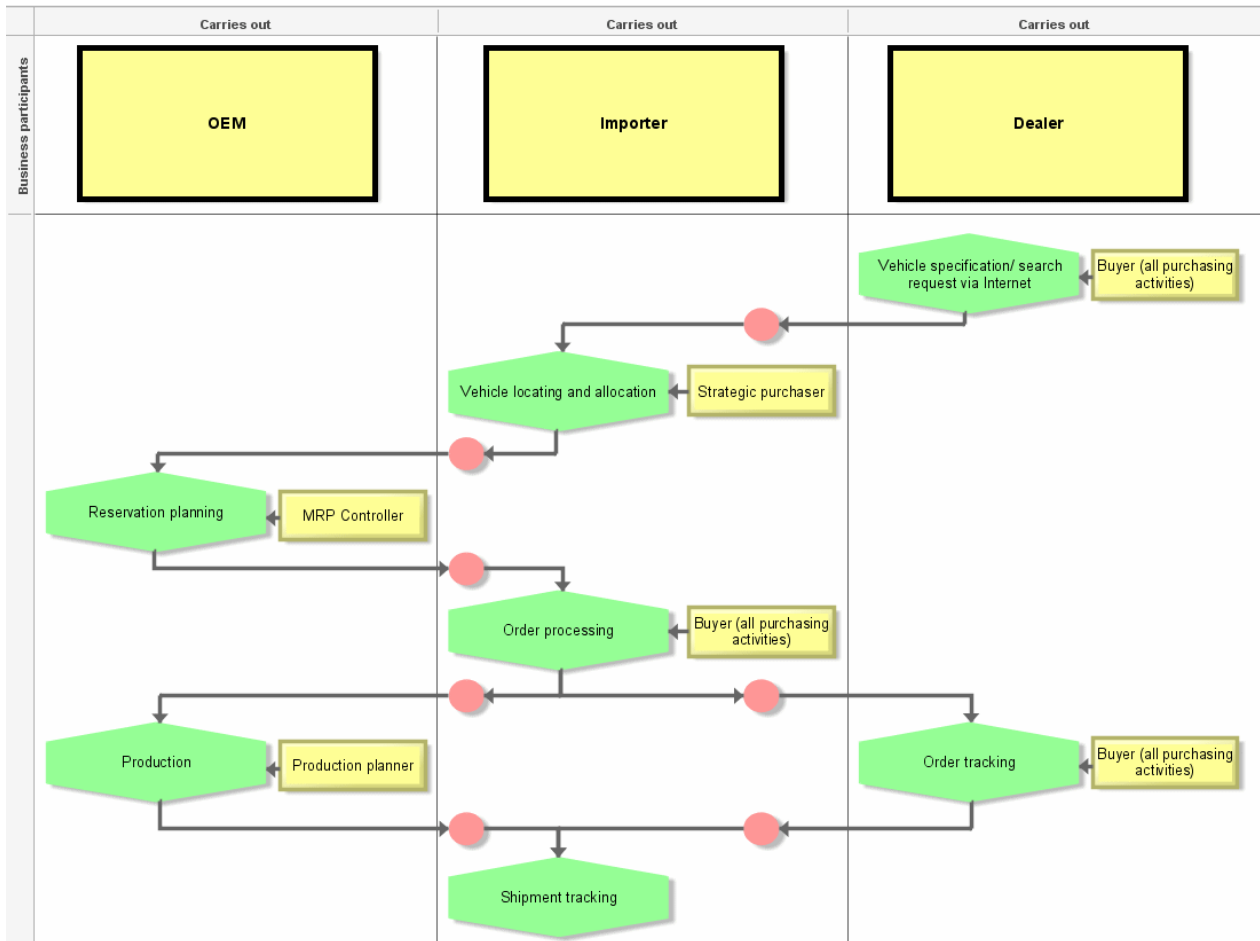 Carries out
Carries out
Carries out
Business participants
OEM
Importer
Dealer
Vehicle specification/ search
request via Internet
Buyer (all purchasing
activities)
Vehicle locating and allocation
Strategic purchaser
Reservation planning
MRP Controller
Order processing
Buyer (all purchasing
activities)
Production
Production planner
Order tracking
Buyer (all purchasing
activities)
Shipment tracking